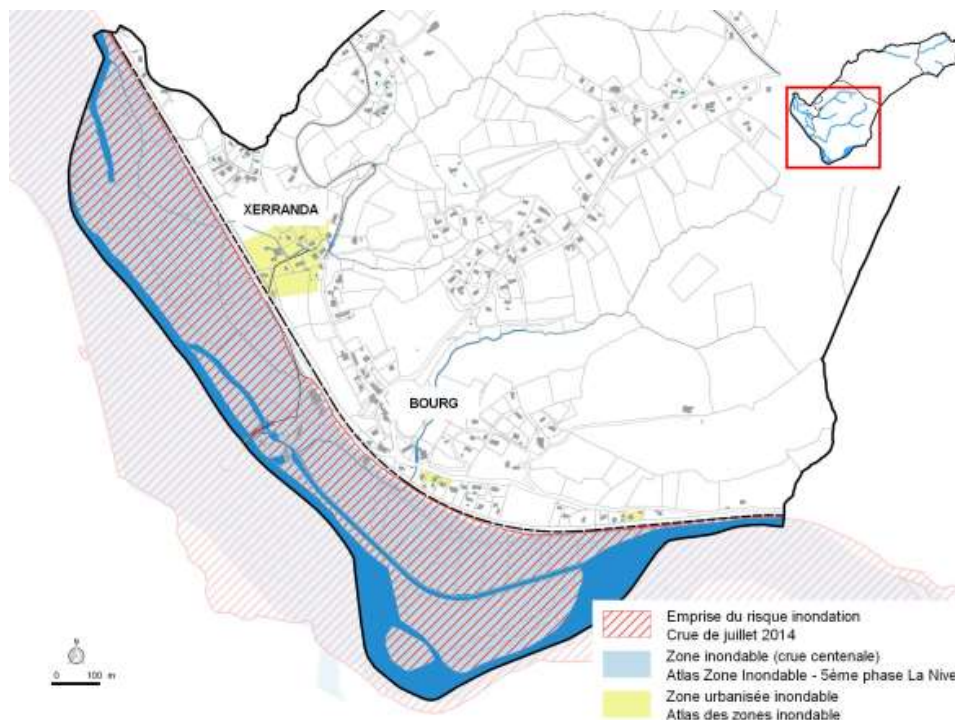 XERRANDA
BOURG
N
0 100 m
Emprise du risque inondation
Crue de juillet 2014
Zone inondable (crue centenale)
Atlas Zone Inondable - 5ème phase La Nive
Zone urbanisée inondable
Atlas des zones inondable